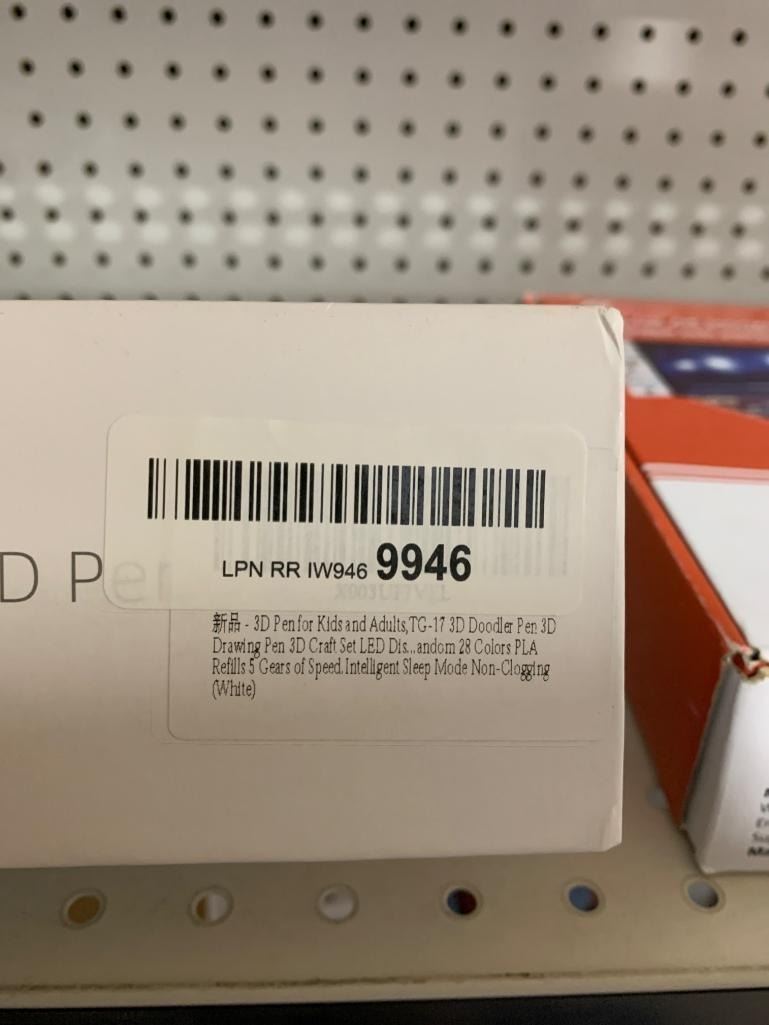 LPN RR IW946 9946
D Pen
新品 - 3D Pen for Kids and Adults,TG-17 3D Doodler Pen 3D
Drawing Pen 3D Craft Set LED Dis...andom 28 Colors PLA
Refills 5 Gears of Speed.Intelligent Sleep Mode Non-Clogging
(White)